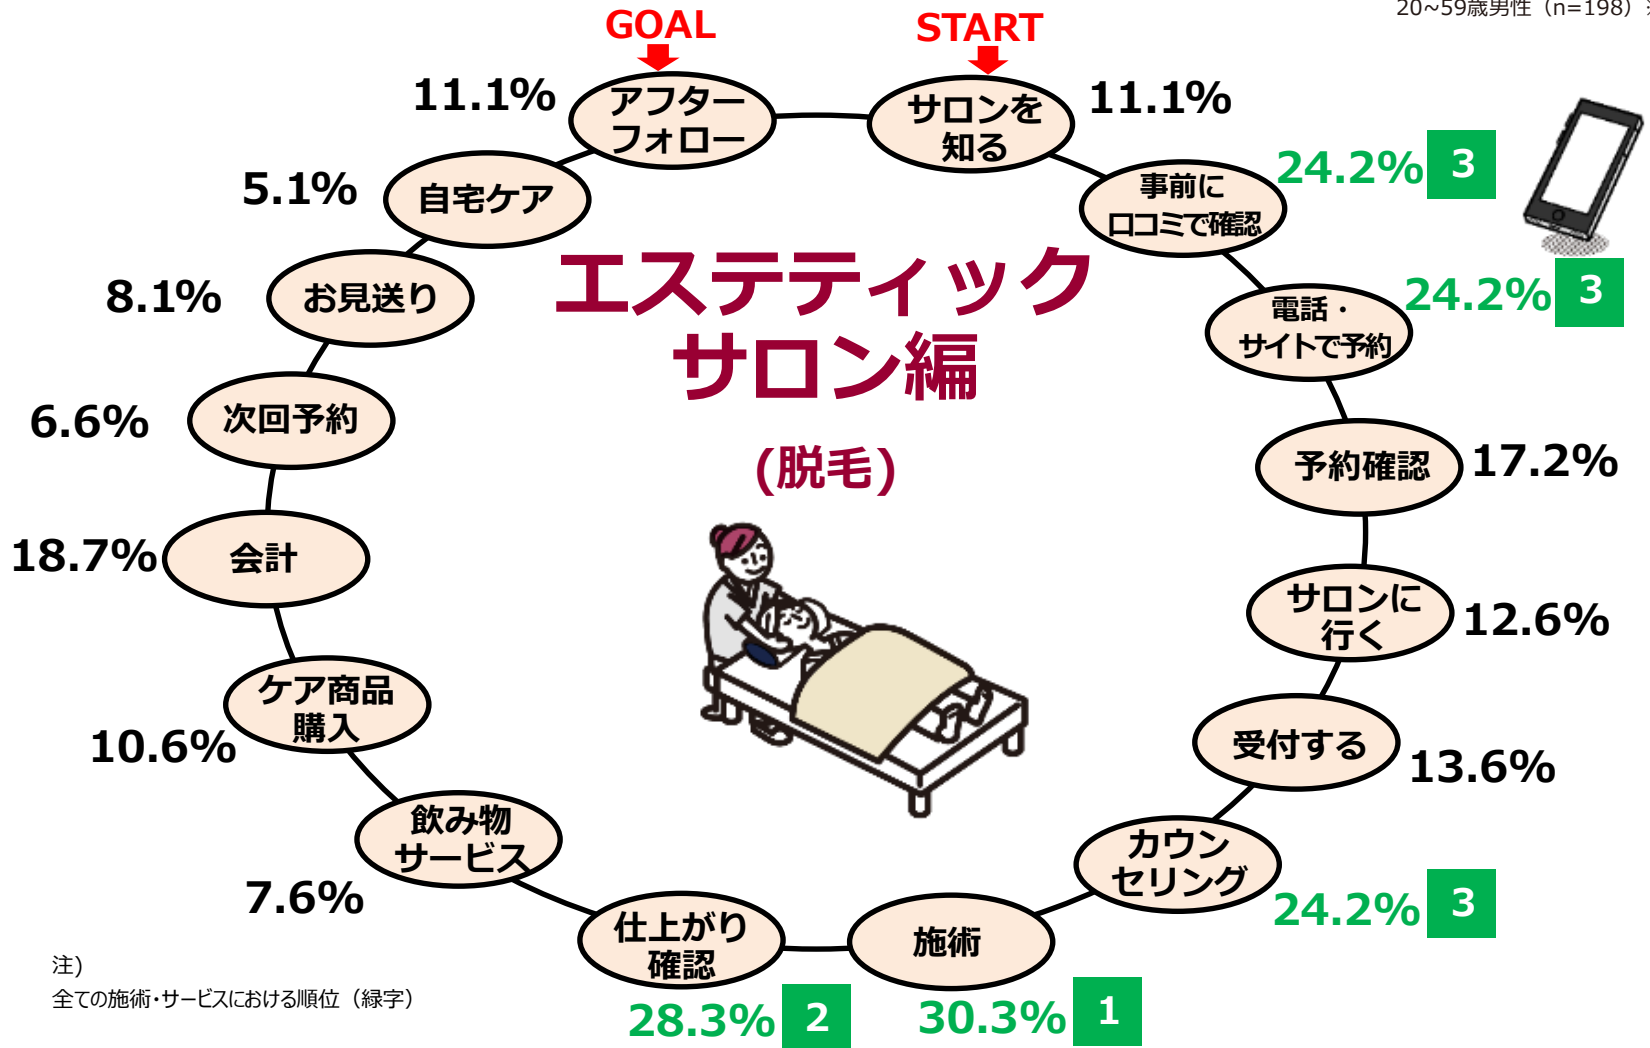 20~59歳男性（n=198）
GOAL
START
サロンを
知る
11.1%
事前に
口コミで確認
24.2% 3
電話・
サイトで予約
24.2% 3
予約確認
17.2%
サロンに
行く
12.6%
受付する
13.6%
カウン
セリング
24.2% 3
施術
30.3% 1
仕上がり
確認
28.3% 2
飲み物
サービス
7.6%
ケア商品
購入
10.6%
会計
18.7%
次回予約
6.6%
お見送り
8.1%
自宅ケア
5.1%
アフター
フォロー
11.1%
エステティック
サロン編
(脱毛)
注)
全ての施術・サービスにおける順位（緑字）